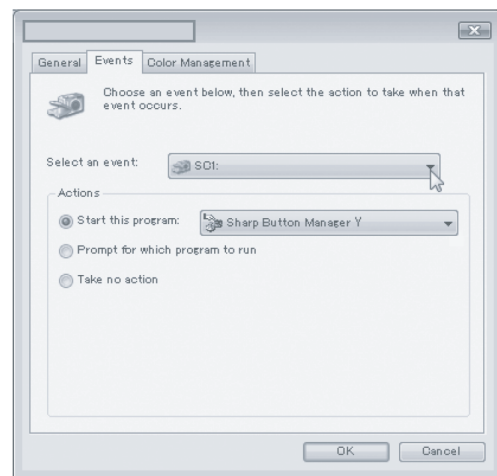 General Events Color Management
Choose an event below, then select the action to take when that
event occurs.
Select an event: SC1:
Actions
Start this program: Sharp Button Manager Y
Prompt for which program to run
Take no action
OK Cancel